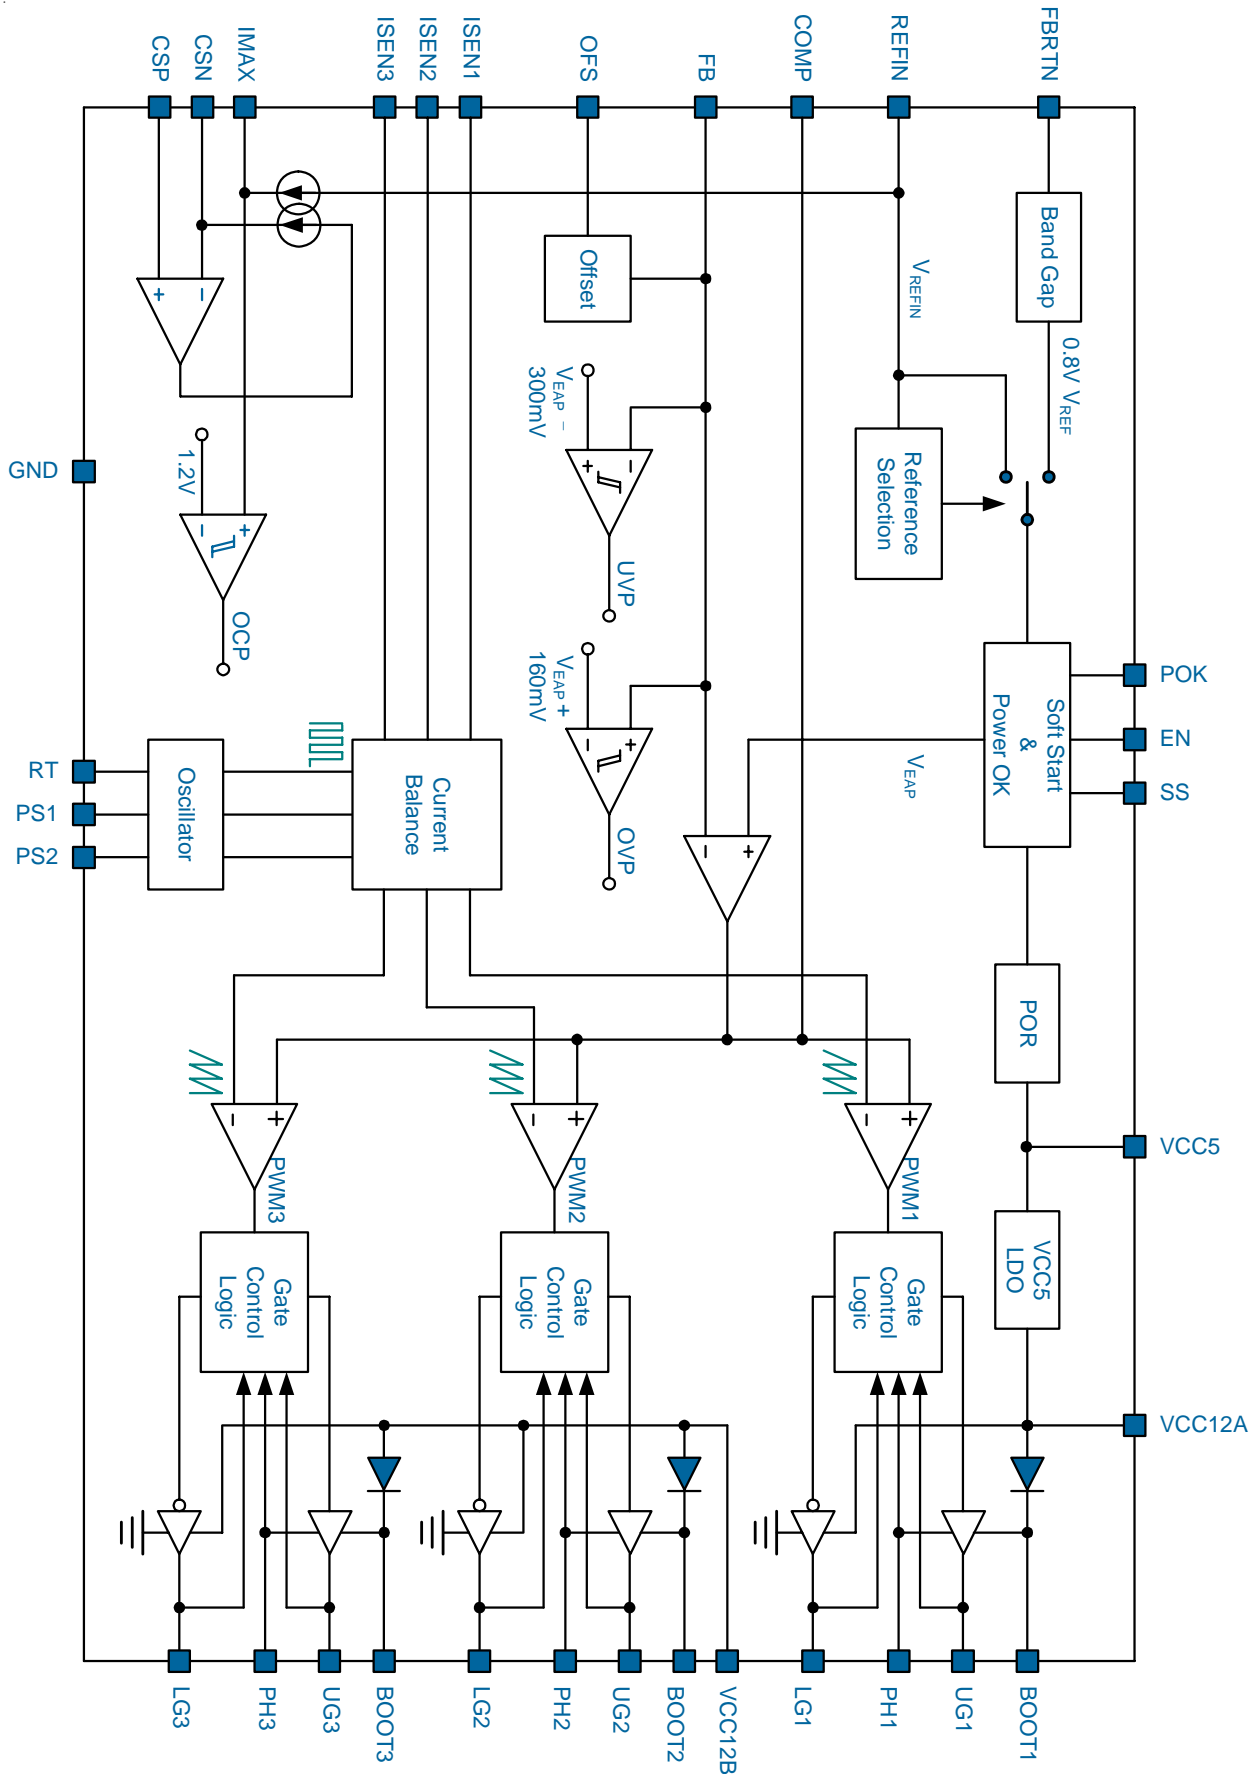 CSP
CSN
IMAX
ISEN3
ISEN2
ISEN1
OFS
FB
COMP
REFIN
FBRTN
Band Gap
0.8V VREF
VREFIN
Offset
+
−
VEAP −
300mV
+
−
UVP
Reference
Selection
GND
1.2V
−
+
OCP
VEAP +
160mV
−
+
OVP
Soft Start
&
Power OK
POK
EN
SS
VEAP
RT
PS1
PS2
Oscillator
Current
Balance
−
+
POR
VCC5
−
+
PWM3
−
+
PWM2
−
+
PWM1
Gate
Control
Logic
Gate
Control
Logic
Gate
Control
Logic
VCC5
LDO
VCC12A
LG3
PH3
UG3
BOOT3
LG2
PH2
UG2
BOOT2
VCC12B
LG1
PH1
UG1
BOOT1